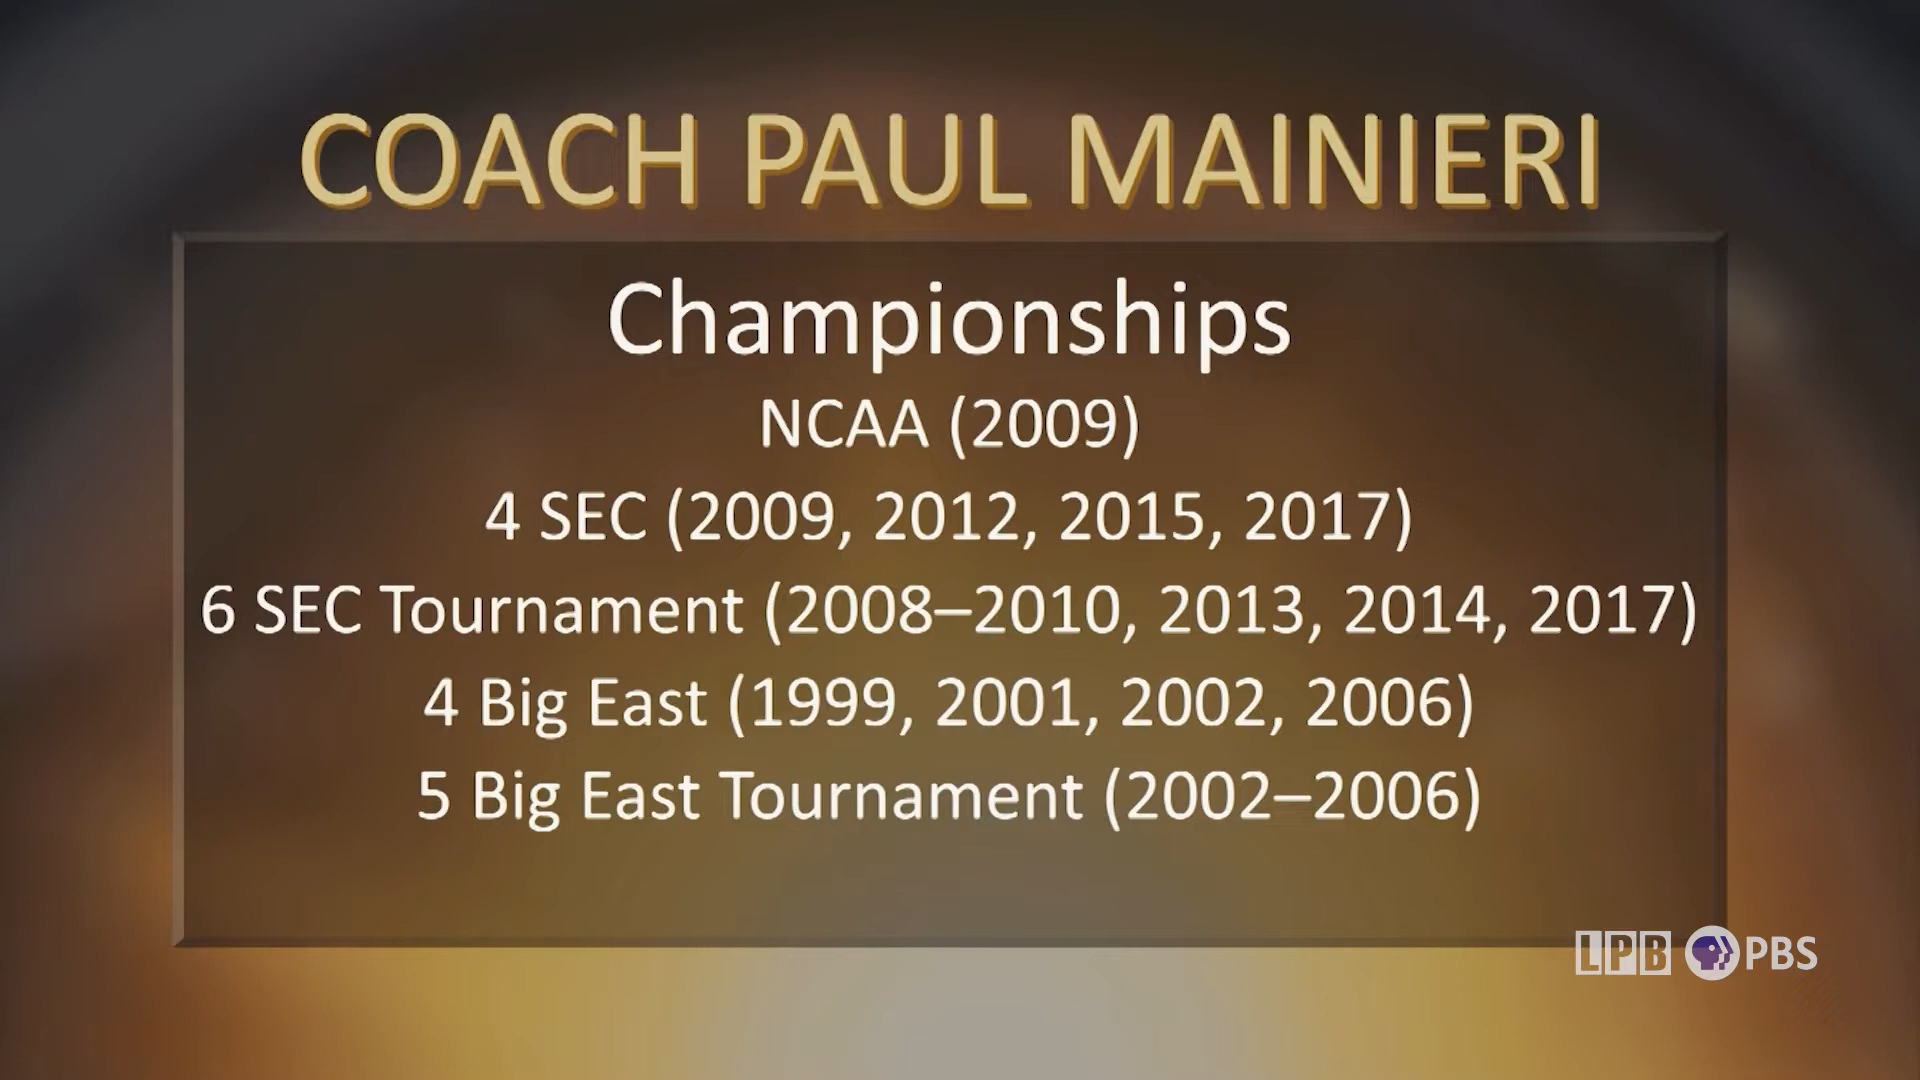 COACH PAUL MAINIERI
Championships
NCAA (2009)
4 SEC (2009, 2012, 2015, 2017)
6 SEC Tournament (2008–2010, 2013, 2014, 2017)
4 Big East (1999, 2001, 2002, 2006)
5 Big East Tournament (2002–2006)
LPB PBS